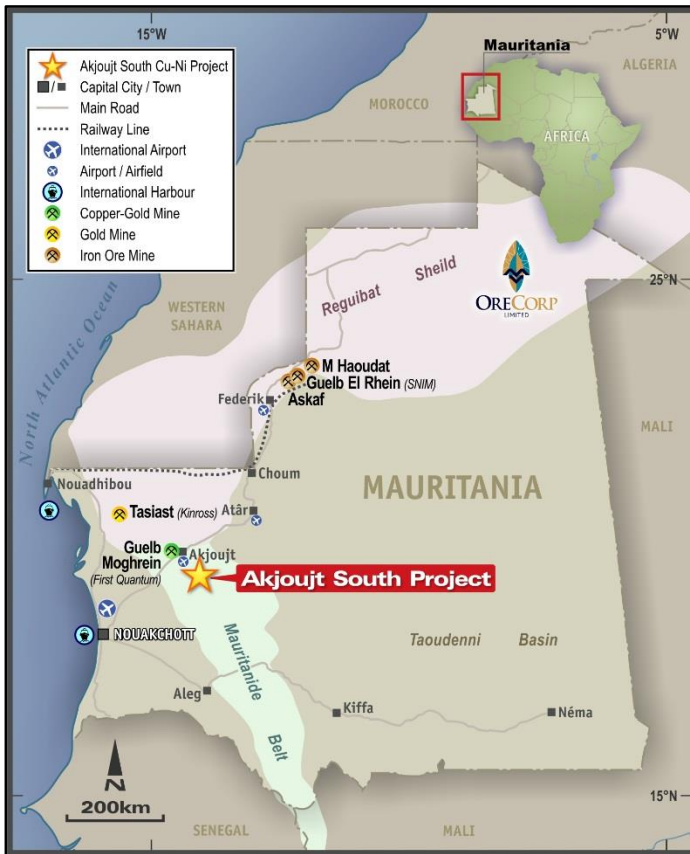 15°W
5°W
Akjoujt South Cu-Ni Project
Capital City / Town
Main Road
Railway Line
International Airport
Airport / Airfield
International Harbour
Copper-Gold Mine
Gold Mine
Iron Ore Mine
Mauritania
ALGERIA
MOROCCO
AFRICA
25°N
Reguibat Sheild
ORECORP
LIMITED
WESTERN
SAHARA
North Atlantic Ocean
M Haoudat
Guelb El Rhein (SNIM)
Askaf
Federik
MALI
Choum
Nouadhibou
MAURITANIA
Tasiast (Kinross)
Atâr
Guelb
Moghrein
(First Quantum)
Akjoujt
Akjoujt South Project
NOUAKCHOTT
Taoudenni Basin
Mauritanide
Belt
Aleg
Kiffa
Néma
N
200km
15°N
SENEGAL
MALI